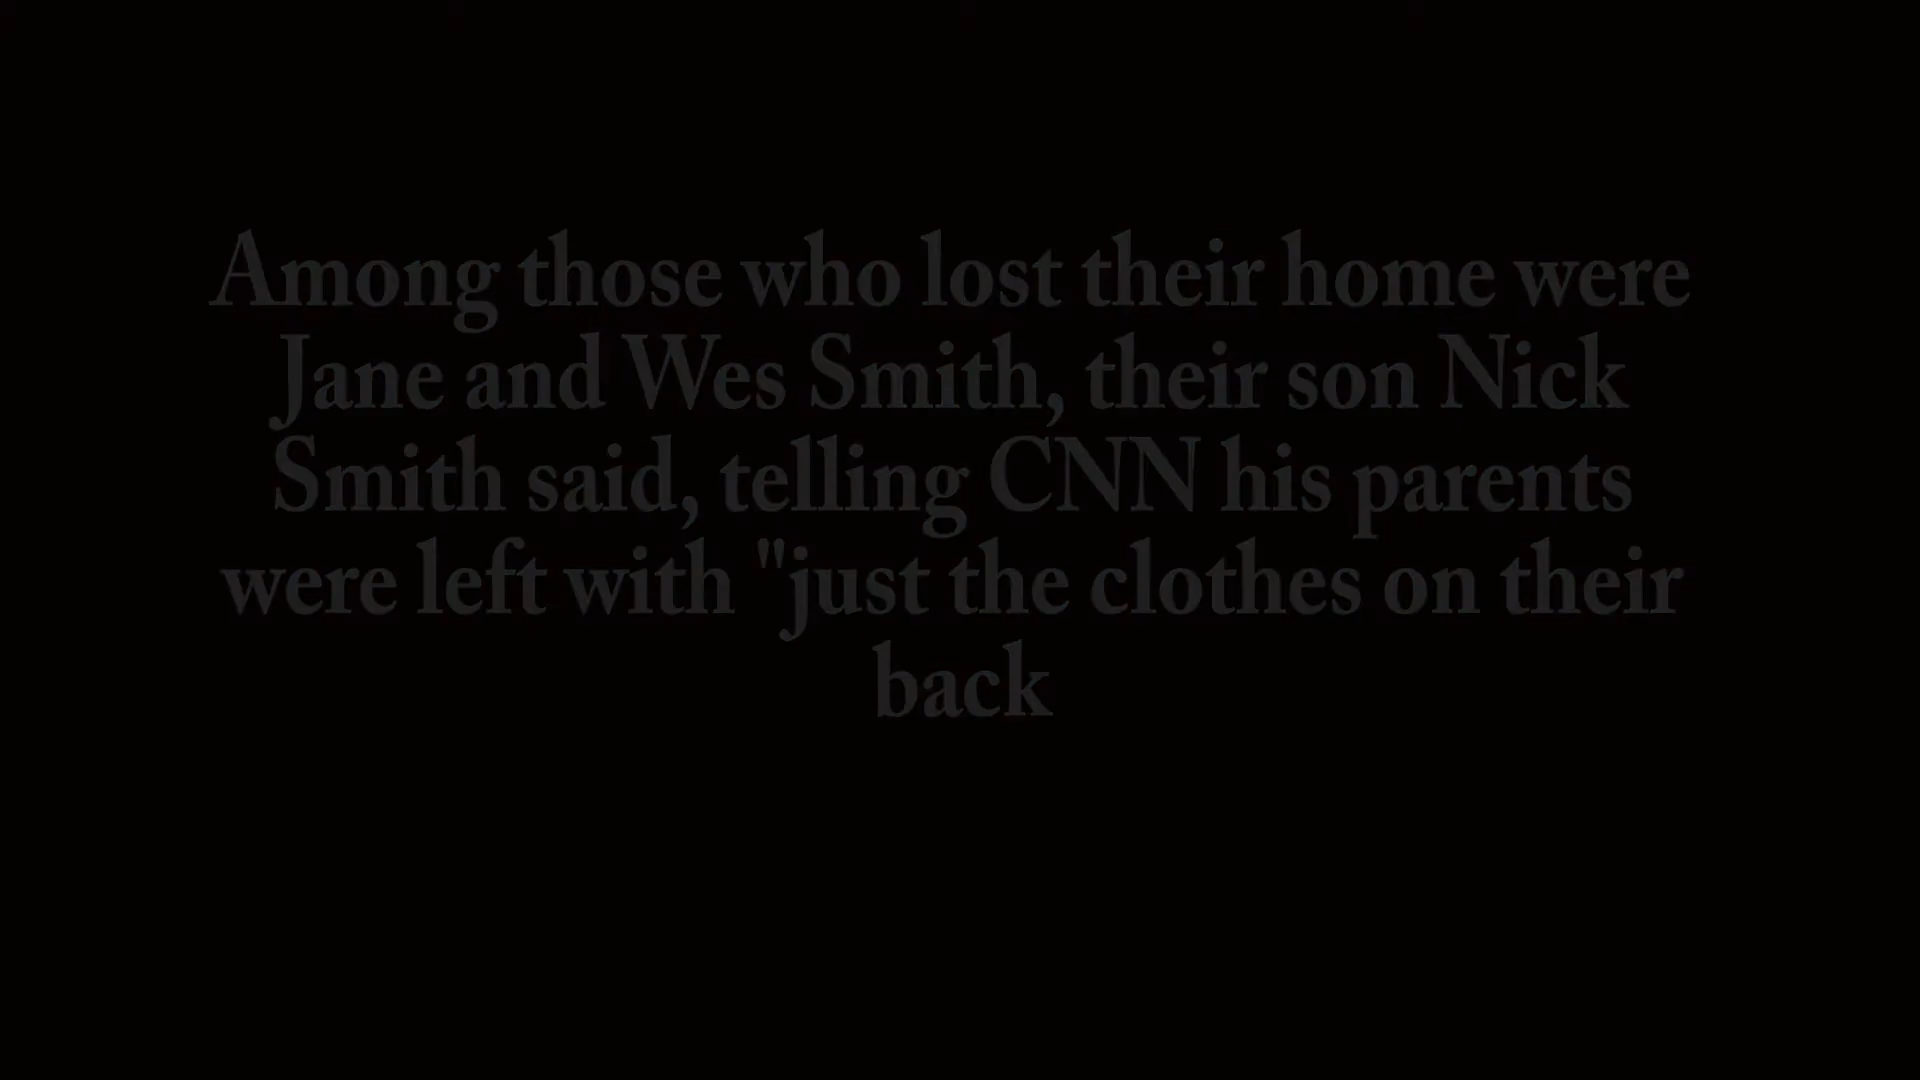 Among those who lost their home were
Jane and Wes Smith, their son Nick
Smith said, telling CNN his parents
were left with "just the clothes on their
back